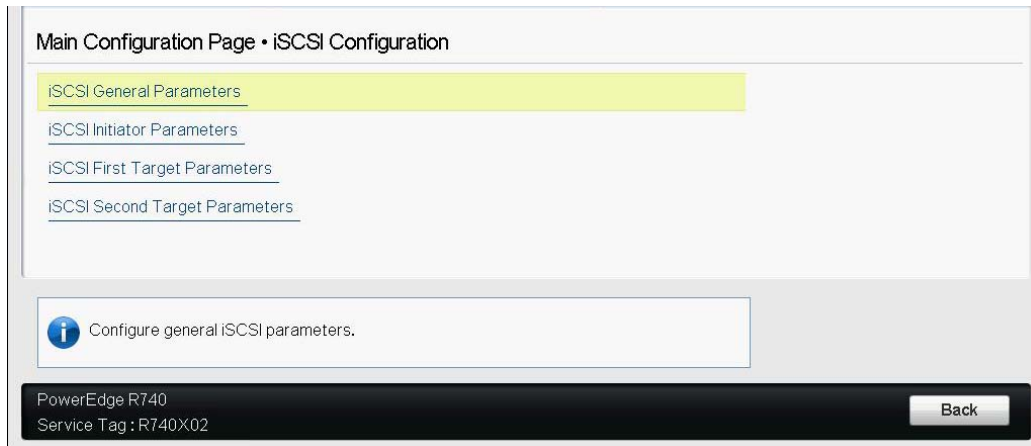 Main Configuration Page • iSCSI Configuration
iSCSI General Parameters
iSCSI Initiator Parameters
iSCSI First Target Parameters
iSCSI Second Target Parameters
Configure general iSCSI parameters.
PowerEdge R740
Service Tag : R740X02
Back